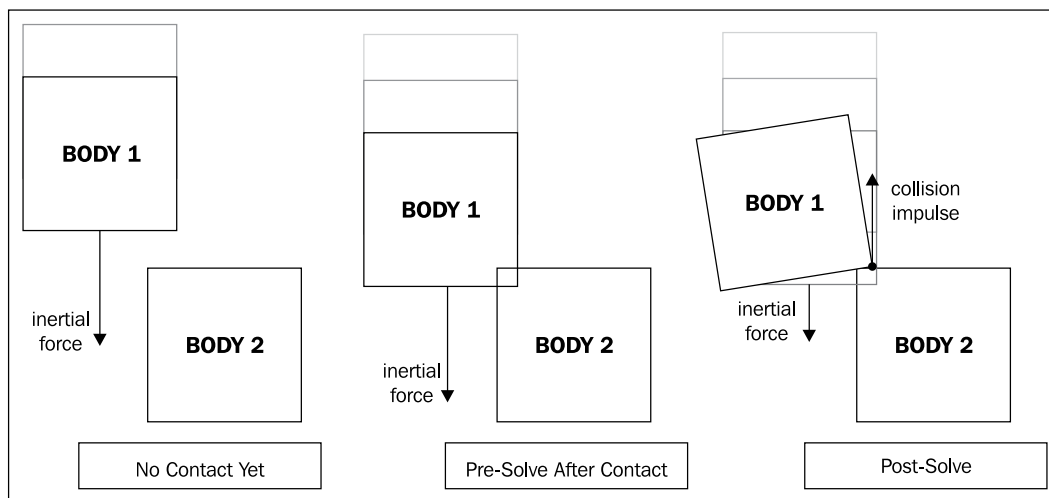 BODY 1
inertial
force
BODY 2
No Contact Yet
BODY 1
inertial
force
BODY 2
Pre-Solve After Contact
BODY 1
collision
impulse
inertial
force
BODY 2
Post-Solve